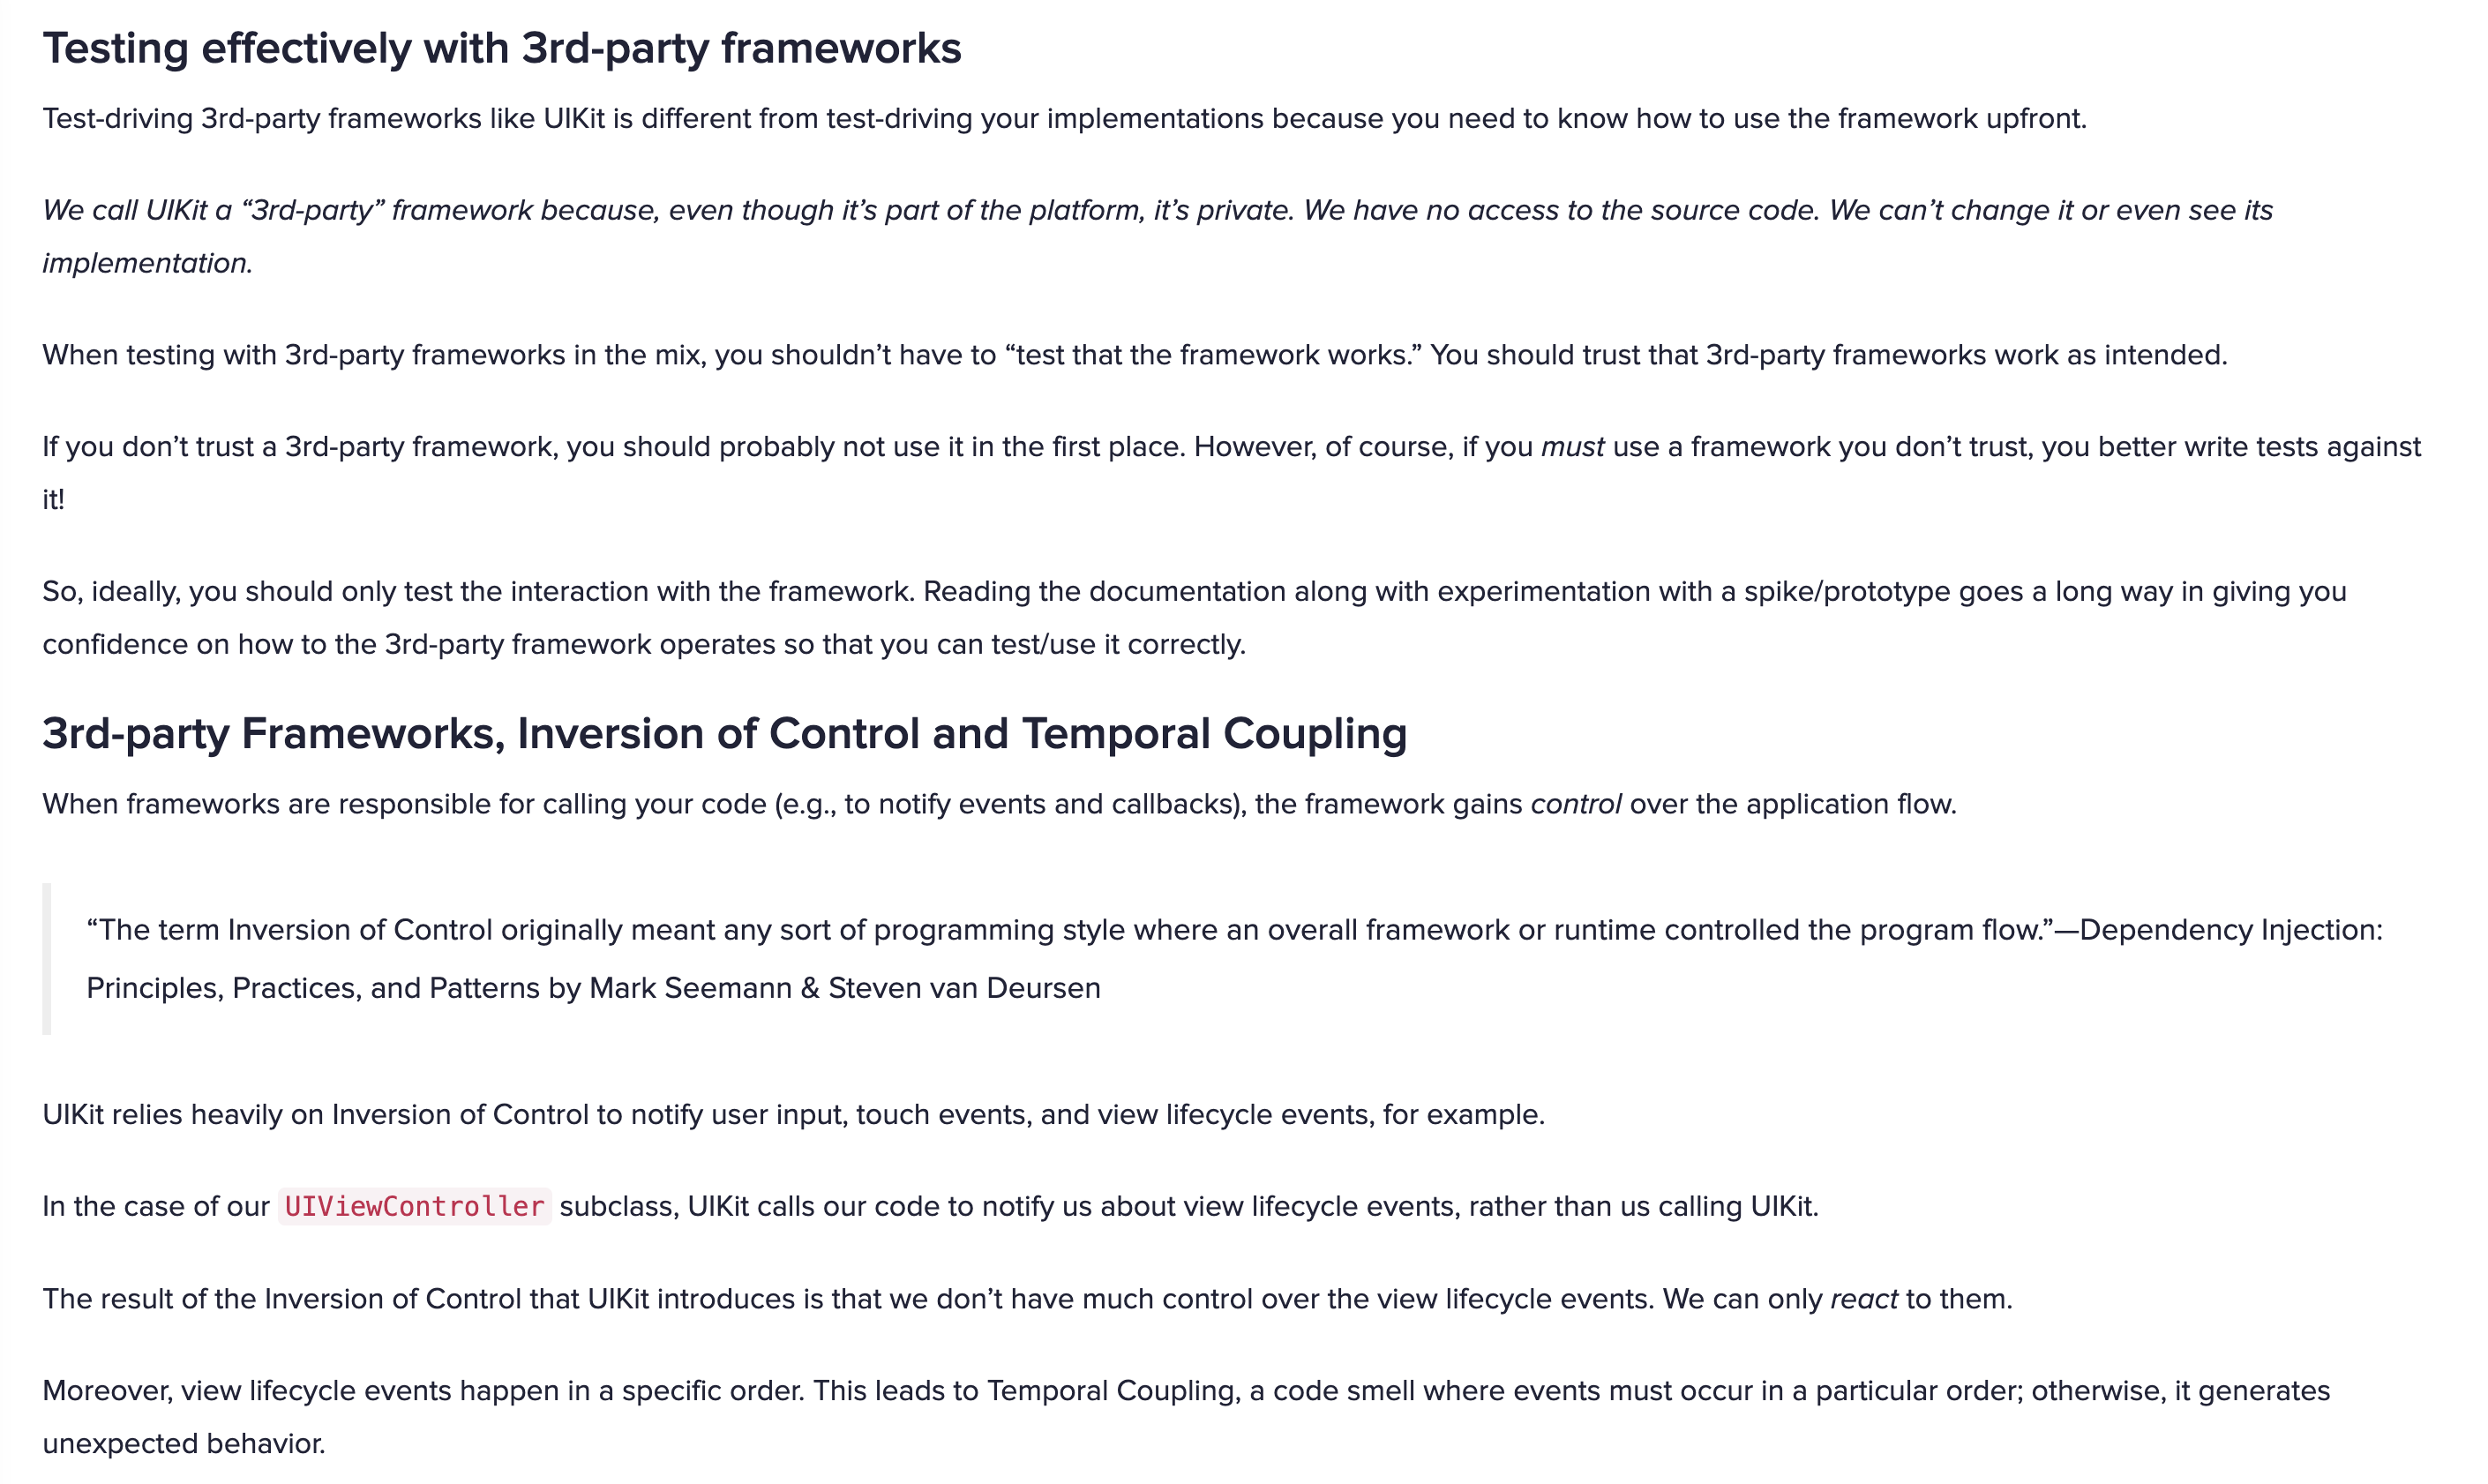 Testing effectively with 3rd-party frameworks
Test-driving 3rd-party frameworks like UIKit is different from test-driving your implementations because you need to know how to use the framework upfront.
We call UIKit a “3rd-party” framework because, even though it’s part of the platform, it’s private. We have no access to the source code. We can’t change it or even see its
implementation.
When testing with 3rd-party frameworks in the mix, you shouldn’t have to “test that the framework works.” You should trust that 3rd-party frameworks work as intended.
If you don’t trust a 3rd-party framework, you should probably not use it in the first place. However, of course, if you must use a framework you don’t trust, you better write tests against
it!
So, ideally, you should only test the interaction with the framework. Reading the documentation along with experimentation with a spike/prototype goes a long way in giving you
confidence on how to the 3rd-party framework operates so that you can test/use it correctly.
3rd-party Frameworks, Inversion of Control and Temporal Coupling
When frameworks are responsible for calling your code (e.g., to notify events and callbacks), the framework gains control over the application flow.
“The term Inversion of Control originally meant any sort of programming style where an overall framework or runtime controlled the program flow.”—Dependency Injection:
Principles, Practices, and Patterns by Mark Seemann & Steven van Deursen
UIKit relies heavily on Inversion of Control to notify user input, touch events, and view lifecycle events, for example.
In the case of our UIViewController subclass, UIKit calls our code to notify us about view lifecycle events, rather than us calling UIKit.
The result of the Inversion of Control that UIKit introduces is that we don’t have much control over the view lifecycle events. We can only react to them.
Moreover, view lifecycle events happen in a specific order. This leads to Temporal Coupling, a code smell where events must occur in a particular order; otherwise, it generates
unexpected behavior.